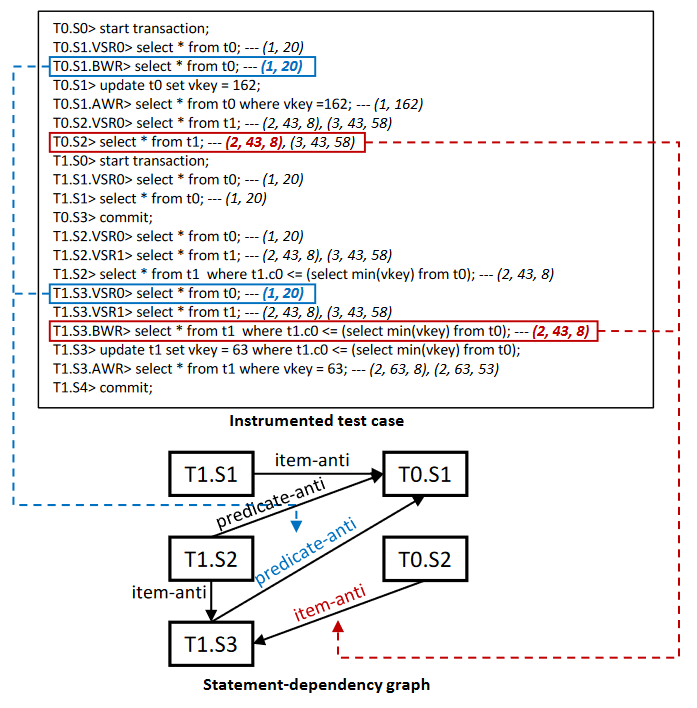 T0.S0> start transaction;
T0.S1.VSR0> select * from t0; --- (1, 20)
T0.S1.BWR> select * from t0; --- (1, 20)
T0.S1> update t0 set vkey = 162;
T0.S1.AWR> select * from t0 where vkey =162; --- (1, 162)
T0.S2.VSR0> select * from t1; --- (2, 43, 8), (3, 43, 58)
T0.S2> select * from t1; --- (2, 43, 8), (3, 43, 58)
T1.S0> start transaction;
T1.S1.VSR0> select * from t0; --- (1, 20)
T1.S1> select * from t0; --- (1, 20)
T0.S3> commit;
T1.S2.VSR0> select * from t0; --- (1, 20)
T1.S2.VSR1> select * from t1; --- (2, 43, 8), (3, 43, 58)
T1.S2> select * from t1 where t1.c0 <= (select min(vkey) from t0); --- (2, 43, 8)
T1.S3.VSR0> select * from t0; --- (1, 20)
T1.S3.VSR1> select * from t1; --- (2, 43, 8), (3, 43, 58)
T1.S3.BWR> select * from t1 where t1.c0 <= (select min(vkey) from t0); --- (2, 43, 8)
T1.S3> update t1 set vkey = 63 where t1.c0 <= (select min(vkey) from t0);
T1.S3.AWR> select * from t1 where vkey = 63; --- (2, 63, 8), (2, 63, 53)
T1.S4> commit;
Instrumented test case
T1.S1
item-anti
T0.S1
predicate-anti
T1.S2
predicate-anti
T0.S2
item-anti
item-anti
T1.S3
Statement-dependency graph